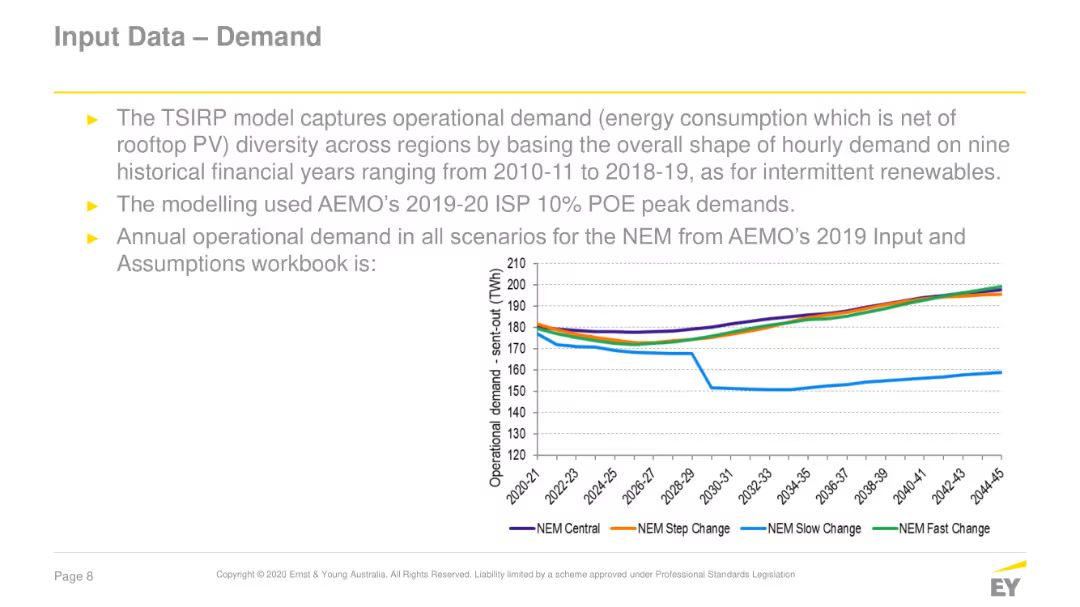 Input Data – Demand
► The TSIRP model captures operational demand (energy consumption which is net of
rooftop PV) diversity across regions by basing the overall shape of hourly demand on nine
historical financial years ranging from 2010-11 to 2018-19, as for intermittent renewables.
► The modelling used AEMO's 2019-20 ISP 10% POE peak demands.
► Annual operational demand in all scenarios for the NEM from AEMO's 2019 Input and
Assumptions workbook is:
Operational demand - sent-out (TWh)
210
200
190
180
170
160
150
140
130
120
2020-21
2022-23
2024-25
2026-27
2028-29
2030-31
2032-33
2034-35
2036-37
2038-39
2040-41
2042-43
2044-45
NEM Central
NEM Step Change
NEM Slow Change
NEM Fast Change
Page 8
Copyright © 2020 Ernst & Young Australia. All Rights Reserved. Liability limited by a scheme approved under Professional Standards Legislation
EY